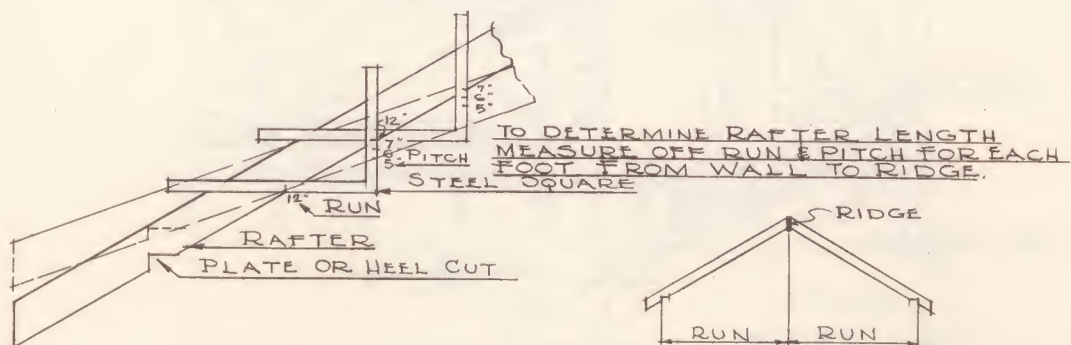 7"
6"
5"
12"
7"
6"
5"
PITCH
TO DETERMINE RAFTER LENGTH
MEASURE OFF RUN & PITCH FOR EACH
FOOT FROM WALL TO RIDGE.
STEEL SQUARE
12"
RUN
RAFTER
PLATE OR HEEL CUT
RIDGE
RUN RUN